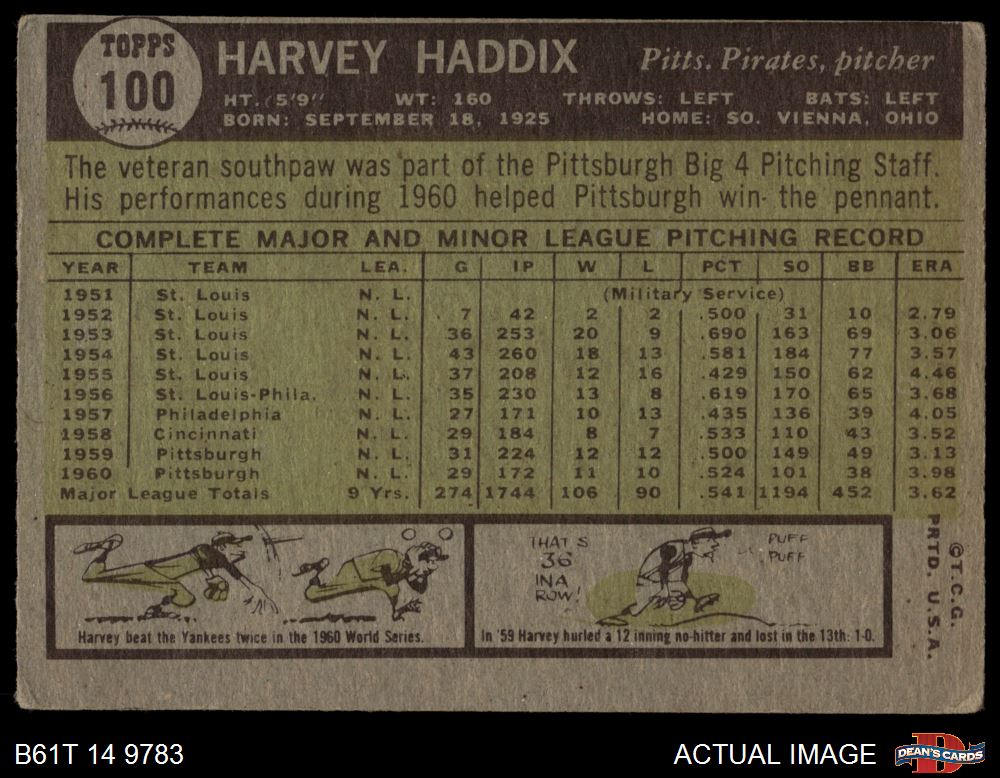 TOPPS
100
HARVEY HADDIX
Pitts. Pirates, pitcher
HT. 5'9" WT: 160 THROWS: LEFT BATS: LEFT
BORN: SEPTEMBER 18, 1925 HOME: SO. VIENNA, OHIO
The veteran southpaw was part of the Pittsburgh Big 4 Pitching Staff.
His performances during 1960 helped Pittsburgh win the pennant.
COMPLETE MAJOR AND MINOR LEAGUE PITCHING RECORD
YEAR TEAM LEA. G IP W L PCT SO BB ERA
1951 St. Louis N. L. (Military Service)
1952 St. Louis N. L. 7 42 2 2 .500 31 10 2.79
1953 St. Louis N. L. 36 253 20 9 .690 163 69 3.06
1954 St. Louis N. L. 43 260 18 13 .581 184 77 3.57
1955 St. Louis N. L. 37 208 12 16 .429 150 62 4.46
1956 St. Louis-Phila. N. L. 35 230 13 8 .619 170 65 3.68
1957 Philadelphia N. L. 27 171 10 13 .435 136 39 4.05
1958 Cincinnati N. L. 29 184 8 7 .533 110 43 3.52
1959 Pittsburgh N. L. 31 224 12 12 .500 149 49 3.13
1960 Pittsburgh N. L. 29 172 11 10 .524 101 38 3.98
Major League Totals 9 Yrs. 274 1744 106 90 .541 1194 452 3.62
Harvey beat the Yankees twice in the 1960 World Series.
THAT S
36
IN A
ROW!
PUFF
PUFF
In '59 Harvey hurled a 12 inning no-hitter and lost in the 13th: 1-0.
©T.C.G.
PRTD. U.S.A.
B61T 14 9783
ACTUAL IMAGE
D
DEAN'S CARDS